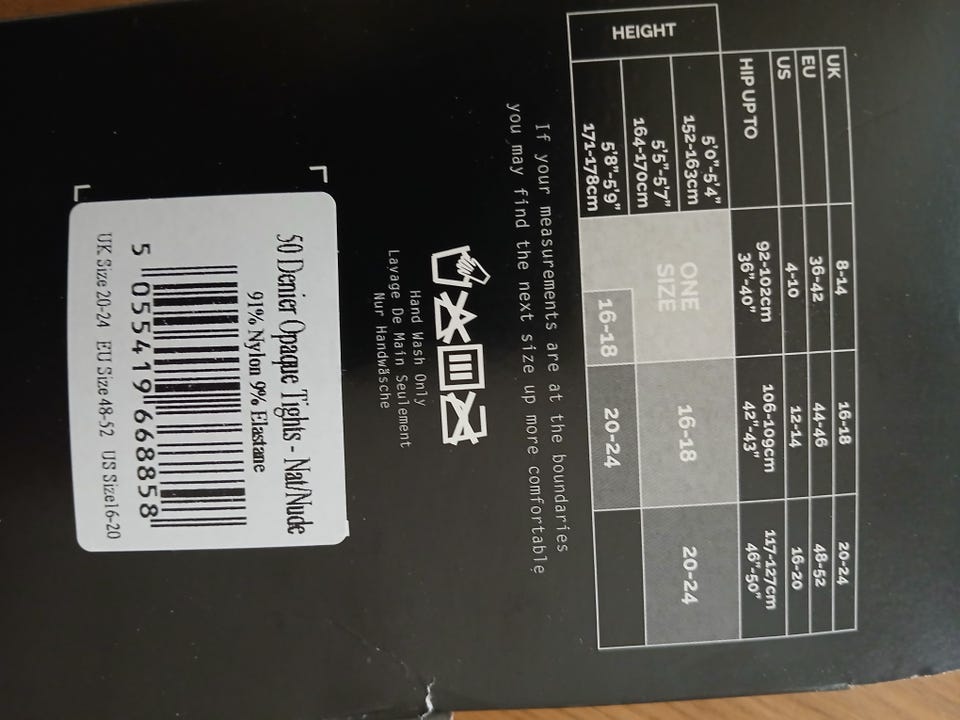 UK 8-14 16-18 20-24
EU 36-42 44-46 48-52
US 4-10 12-14 16-20
HIP UP TO 92-102cm 106-109cm 117-127cm
36"-40" 42"-43" 46"-50"
HEIGHT
5'0"-5'4"
152-163cm
5'5"-5'7"
164-170cm
5'8"-5'9"
171-178cm
ONE
SIZE
16-18
20-24
16-18
20-24
If your measurements are at the boundaries
you may find the next size up more comfortable
Hand Wash Only
Lavage De Main Seulement
Nur Handwäsche
50 Denier Opaque Tights - Nat/Nude
91% Nylon 9% Elastane
5 055419 668858
UK Size 20-24 EU Size 48-52 US Size16-20